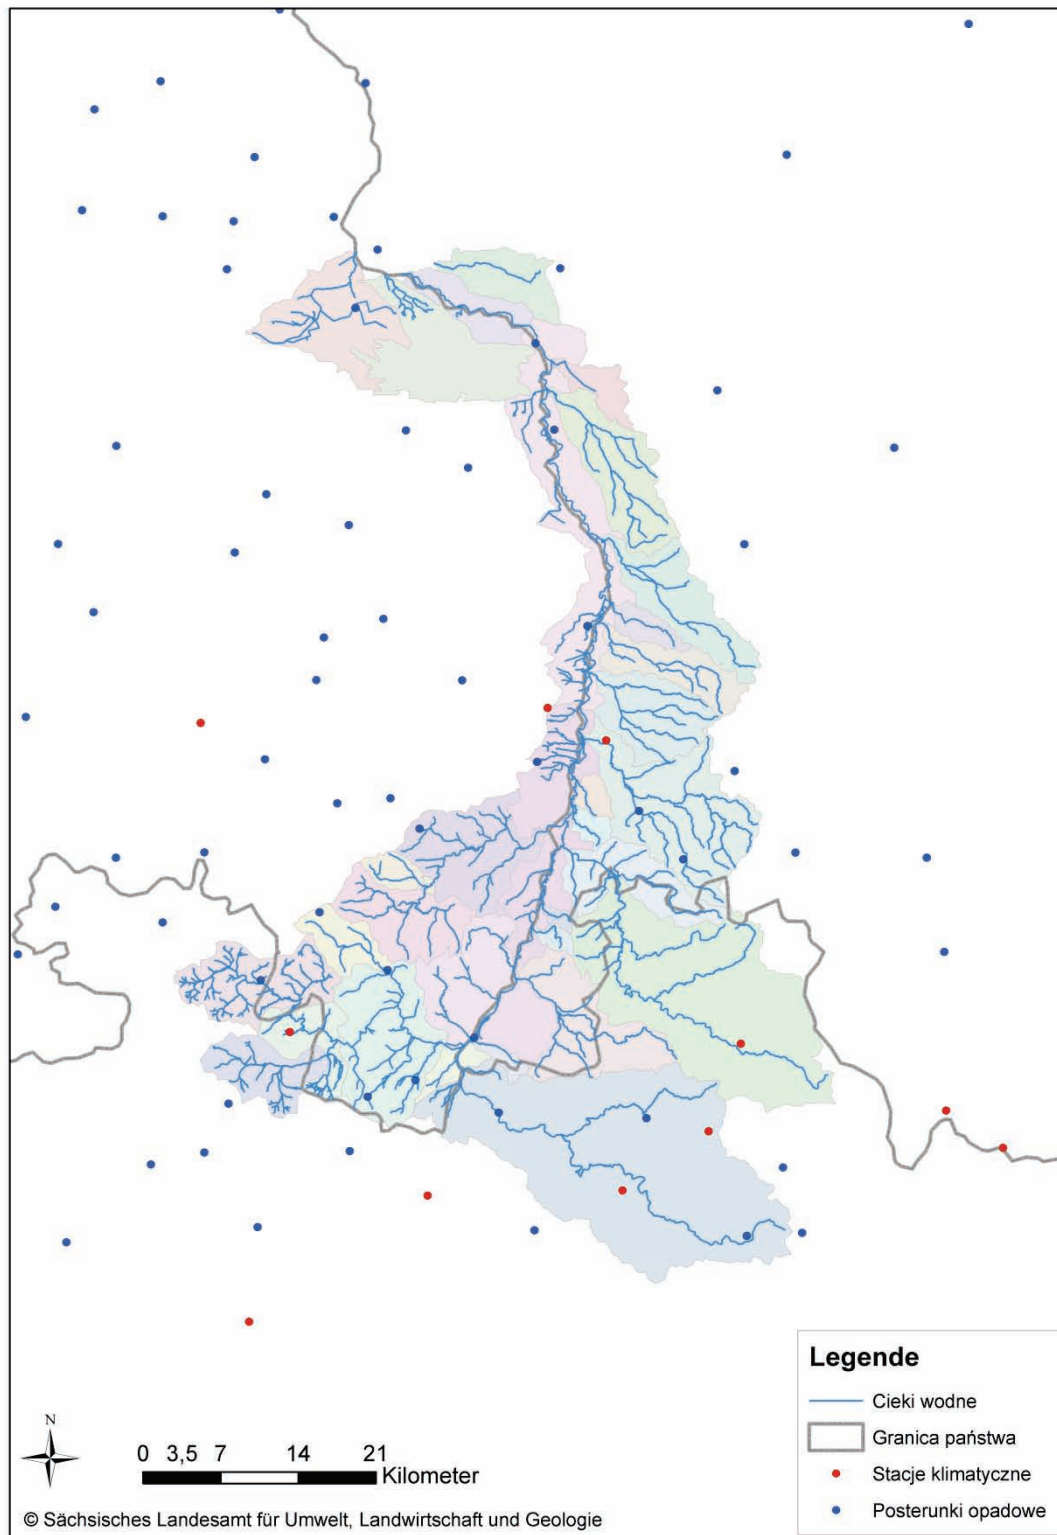 Legende
Cieki wodne
Granica państwa
Stacje klimatyczne
Posterunki opadowe
N
0 3,5 7 14 21
Kilometer
© Sächsisches Landesamt für Umwelt, Landwirtschaft und Geologie